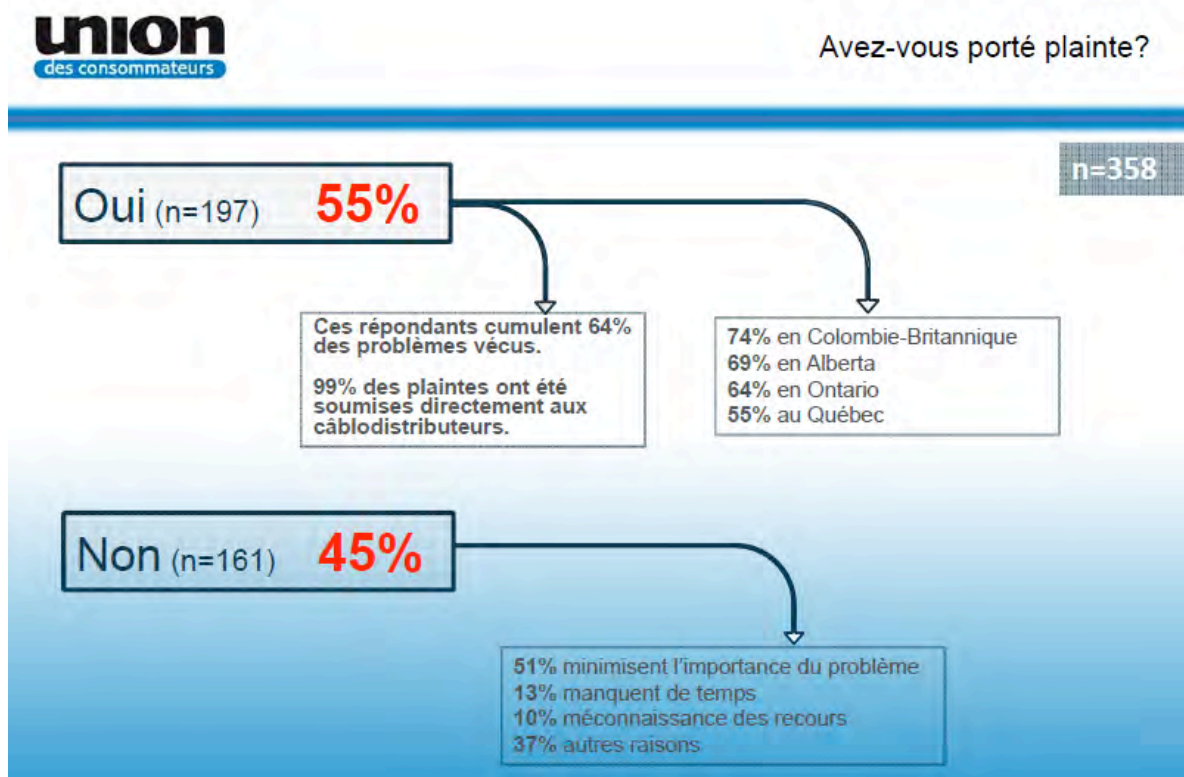 union
des consommateurs
Avez-vous porté plainte?
n=358
Oui (n=197) 55%
Ces répondants cumulent 64%
des problèmes vécus.
99% des plaintes ont été
soumises directement aux
câblodistributeurs.
74% en Colombie-Britannique
69% en Alberta
64% en Ontario
55% au Québec
Non (n=161) 45%
51% minimisent l'importance du problème
13% manquent de temps
10% méconnaissance des recours
37% autres raisons